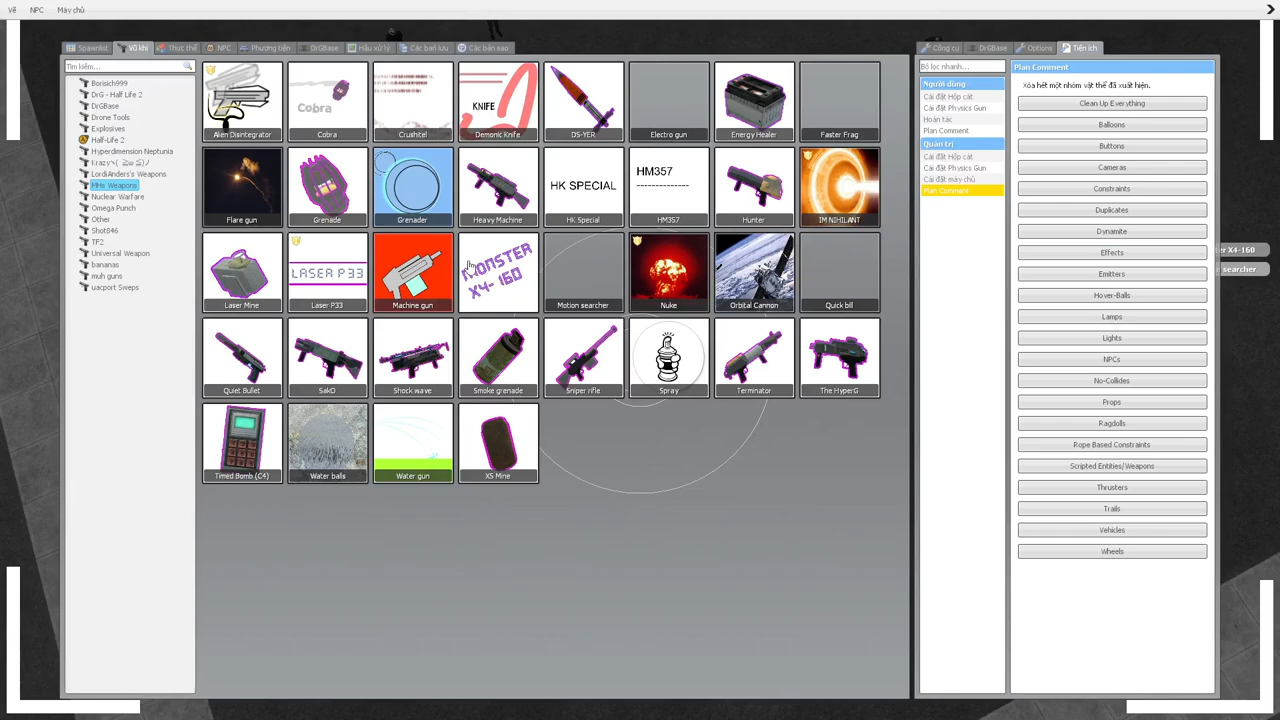 Vẽ NPC Máy chủ
Spawnlist Vũ khí Thực thể NPC Phương tiện DrGBase Hậu xử lý Các bản lưu Các bản sao
Công cụ DrGBase Options Tiện ích
Tìm kiếm...
Borisich999
DrG - Half Life 2
DrGBase
Drone Tools
Explosives
Half-Life 2
Hyperdimension Neptunia
LordiAnders's Weapons
MHs Weapons
Nuclear Warfare
Omega Punch
Other
Shot846
TF2
Universal Weapon
bananas
muh guns
uacport Sweps
Cobra
KNIFE
Alien Disintegrator Cobra Crushitel Demonic Knife DS-YER Electro gun Energy Healer Faster Frag
HK SPECIAL
HM357
-------------
Flare gun Grenade Grenader Heavy Machine HK Special HM357 Hunter IM NIHILANT
LASER P33
MONSTER
X4-160
Laser Mine Laser P33 Machine gun Motion searcher Nuke Orbital Cannon Quick bill
Quiet Bullet SakO Shock wave Smoke grenade Sniper rifle Spray Terminator The HyperG
Timed Bomb (C4) Water balls Water gun XS Mine
Bộ lọc nhanh...
Người dùng
Cài đặt Hộp cát
Cài đặt Physics Gun
Hoàn tác
Plan Comment
Quản trị
Cài đặt Hộp cát
Cài đặt Physics Gun
Cài đặt máy chủ
Plan Comment
Plan Comment
Xóa hết một nhóm vật thể đã xuất hiện.
Clean Up Everything
Balloons
Buttons
Cameras
Constraints
Duplicates
Dynamite
Effects
Emitters
Hover-Balls
Lamps
Lights
NPCs
No-Collides
Props
Ragdolls
Rope Based Constraints
Scripted Entities/Weapons
Thrusters
Trails
Vehicles
Wheels
X4-160
searcher